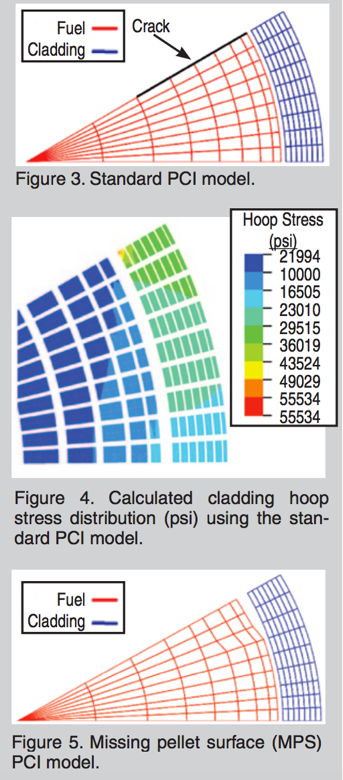 Fuel
Cladding
Crack
Figure 3. Standard PCI model.
Hoop Stress
(psi)
21994
10000
16505
23010
29515
36019
43524
49029
55534
55534
Figure 4. Calculated cladding hoop
stress distribution (psi) using the stan-
dard PCI model.
Fuel
Cladding
Figure 5. Missing pellet surface (MPS)
PCI model.